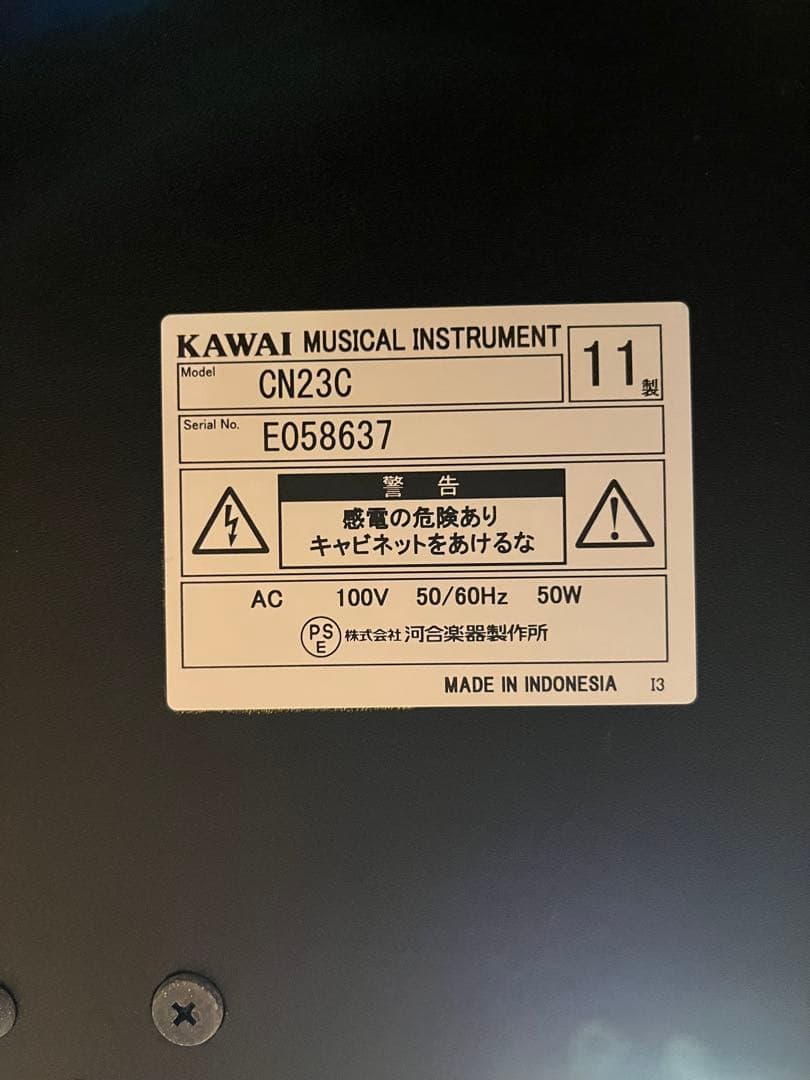 KAWAI MUSICAL INSTRUMENT
11製
Model CN23C
Serial No. E058637
警 告
感電の危険あり
キャビネットをあけるな
AC 100V 50/60Hz 50W
PS E 株式会社 河合楽器製作所
MADE IN INDONESIA I3